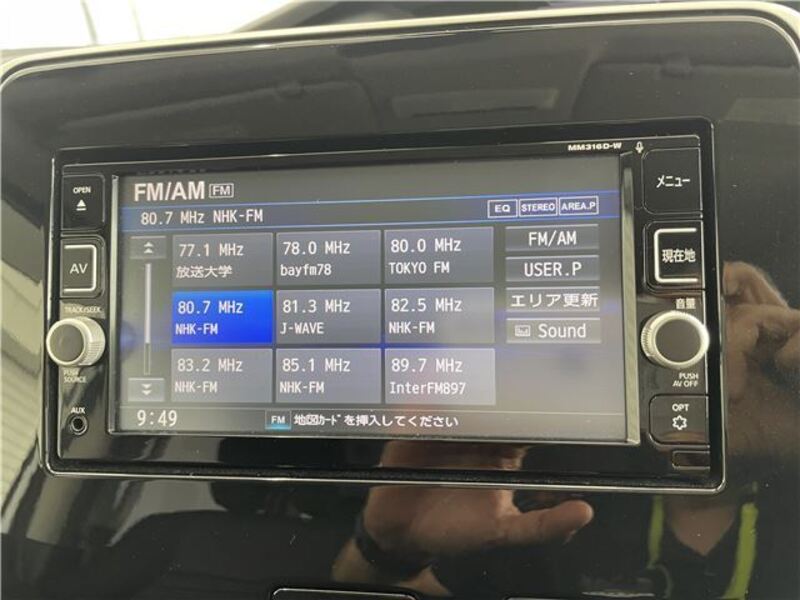 MM316D-W
OPEN
AV
TRACK/SEEK
PUSH
SOURCE
AUX
FM/AM FM
80.7 MHz NHK-FM
EQ STEREO AREA.P
77.1 MHz
放送大学
78.0 MHz
bayfm78
80.0 MHz
TOKYO FM
80.7 MHz
NHK-FM
81.3 MHz
J-WAVE
82.5 MHz
NHK-FM
83.2 MHz
NHK-FM
85.1 MHz
NHK-FM
89.7 MHz
InterFM897
FM/AM
USER.P
エリア更新
Sound
9:49
FM 地図ｶｰﾄﾞを挿入してください
メニュー
現在地
音量
PUSH
AV OFF
OPT